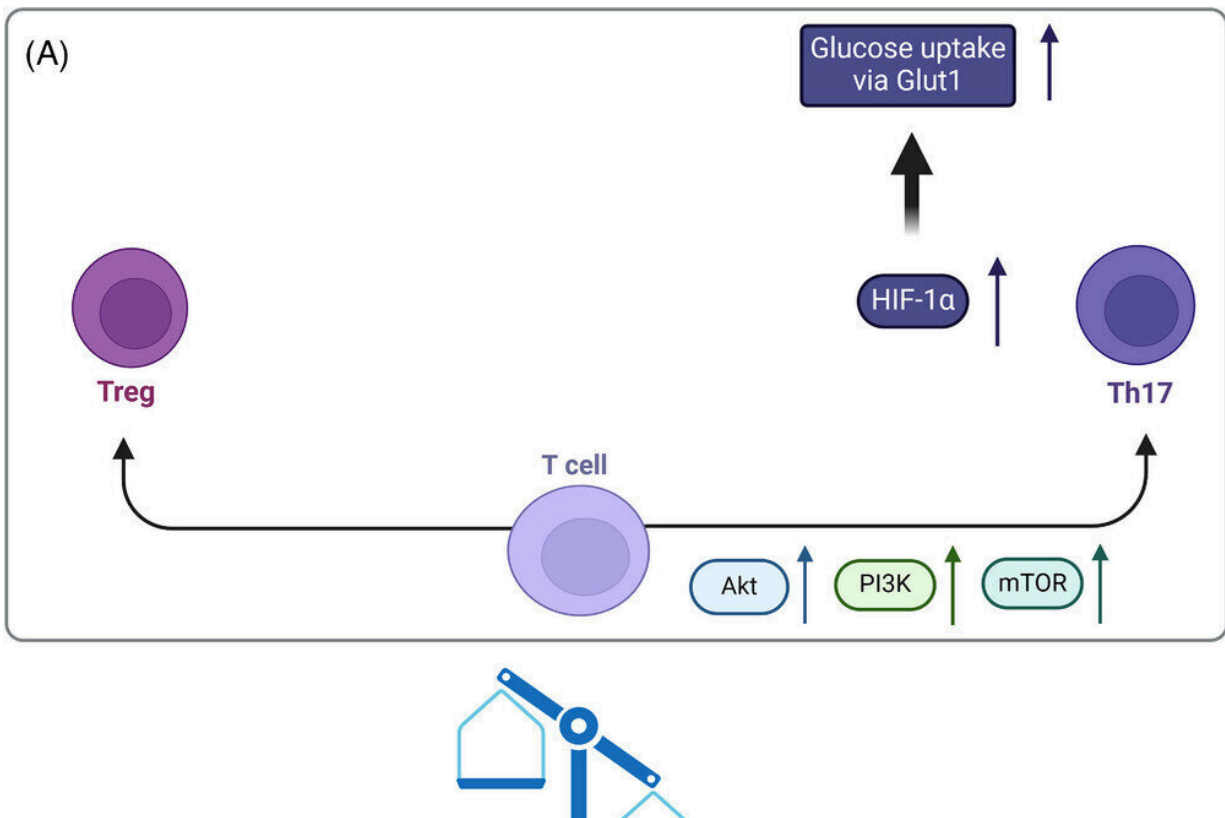 (A)
Glucose uptake
via Glut1
HIF-1α
Treg
Th17
T cell
Akt
PI3K
mTOR